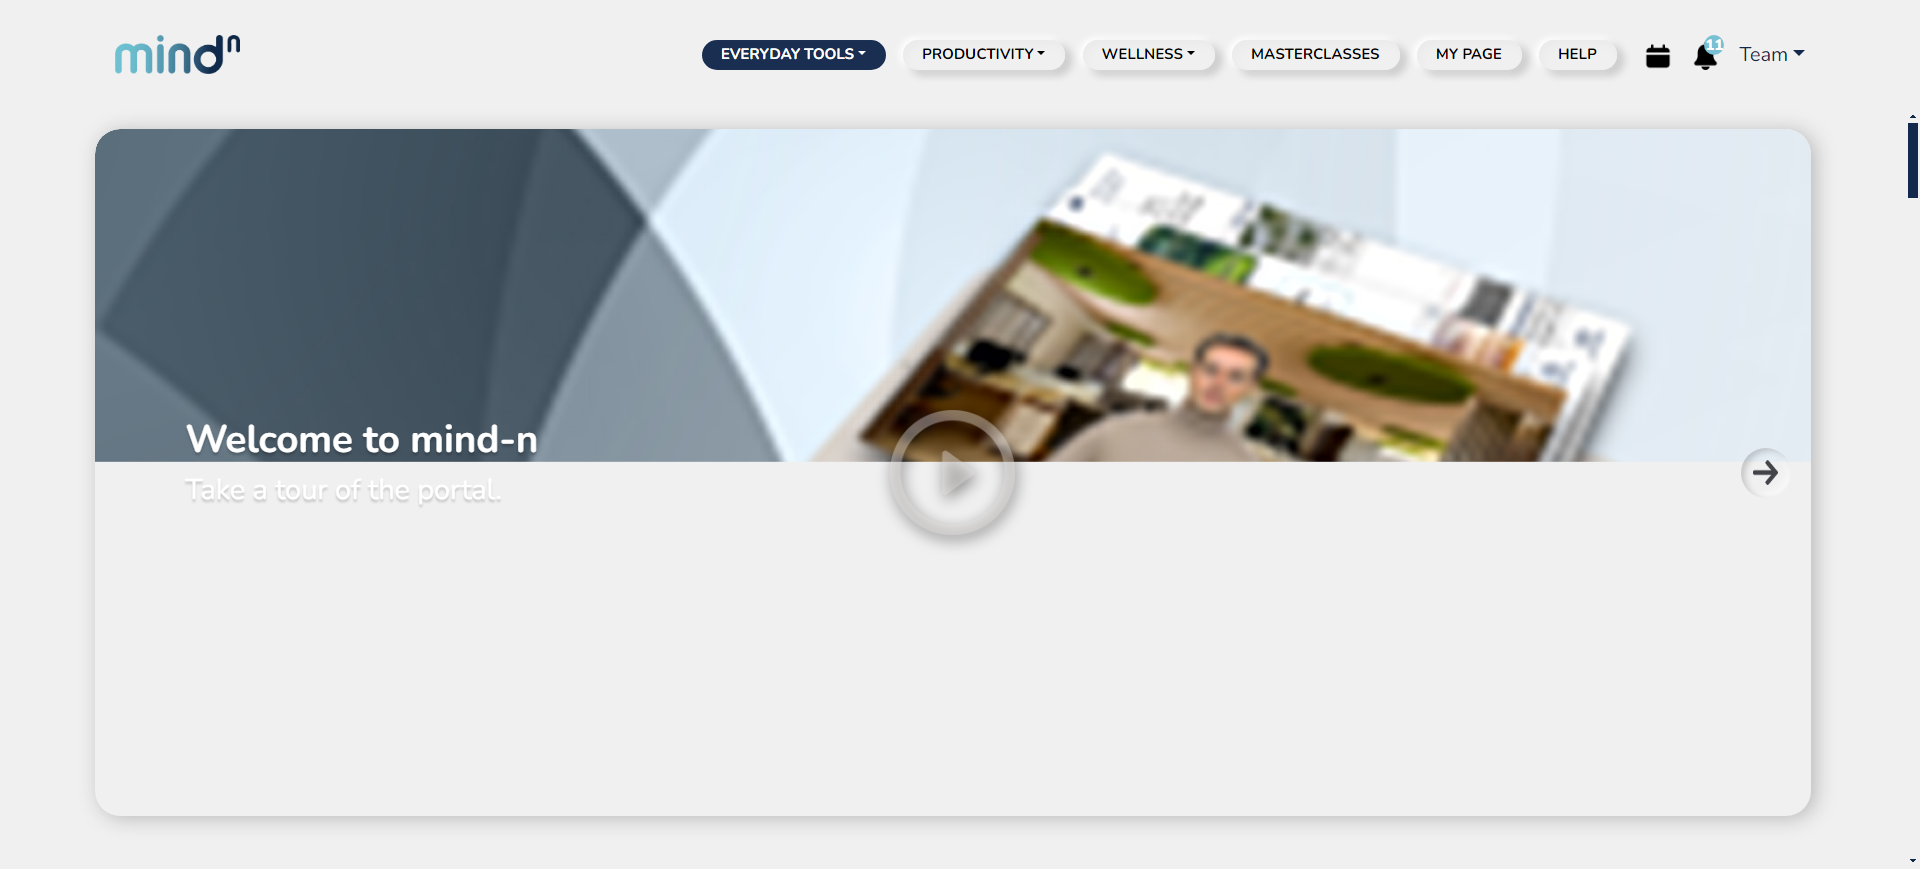 mind n
EVERYDAY TOOLS
PRODUCTIVITY
WELLNESS
MASTERCLASSES
MY PAGE
HELP
11
Team
Welcome to mind-n
Take a tour of the portal.